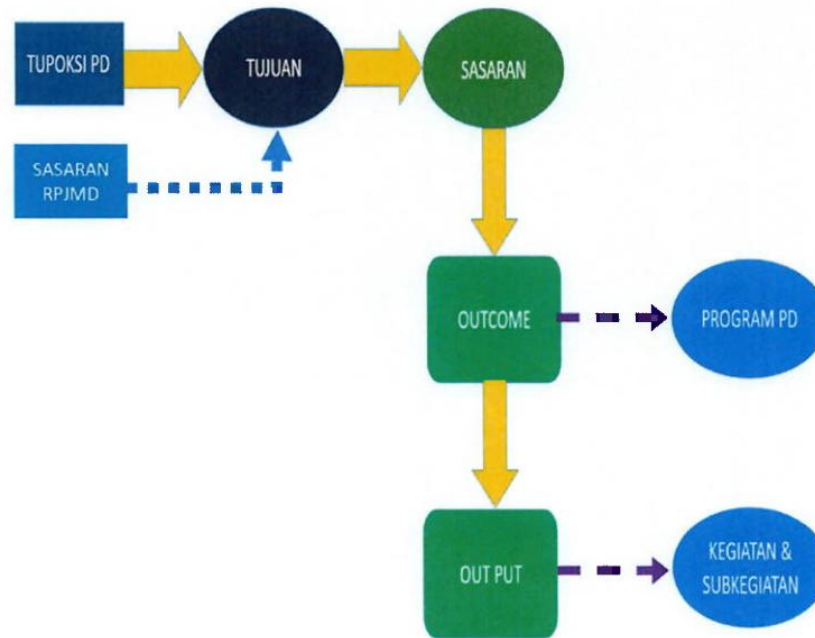 TUPOKSI PD
TUJUAN
SASARAN
SASARAN
RPJMD
OUTCOME
PROGRAM PD
OUT PUT
KEGIATAN &
SUBKEGIATAN